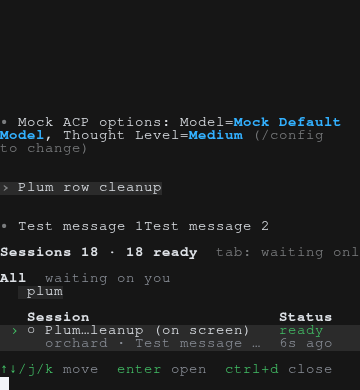 • Mock ACP options: Model=Mock Default
Model, Thought Level=Medium (/config
to change)
› Plum row cleanup
• Test message 1Test message 2
Sessions 18 · 18 ready  tab: waiting onl
All  waiting on you
plum
Session  Status
› ○ Plum…leanup (on screen)  ready
orchard · Test message …  6s ago
↑↓/j/k move  enter open  ctrl+d close